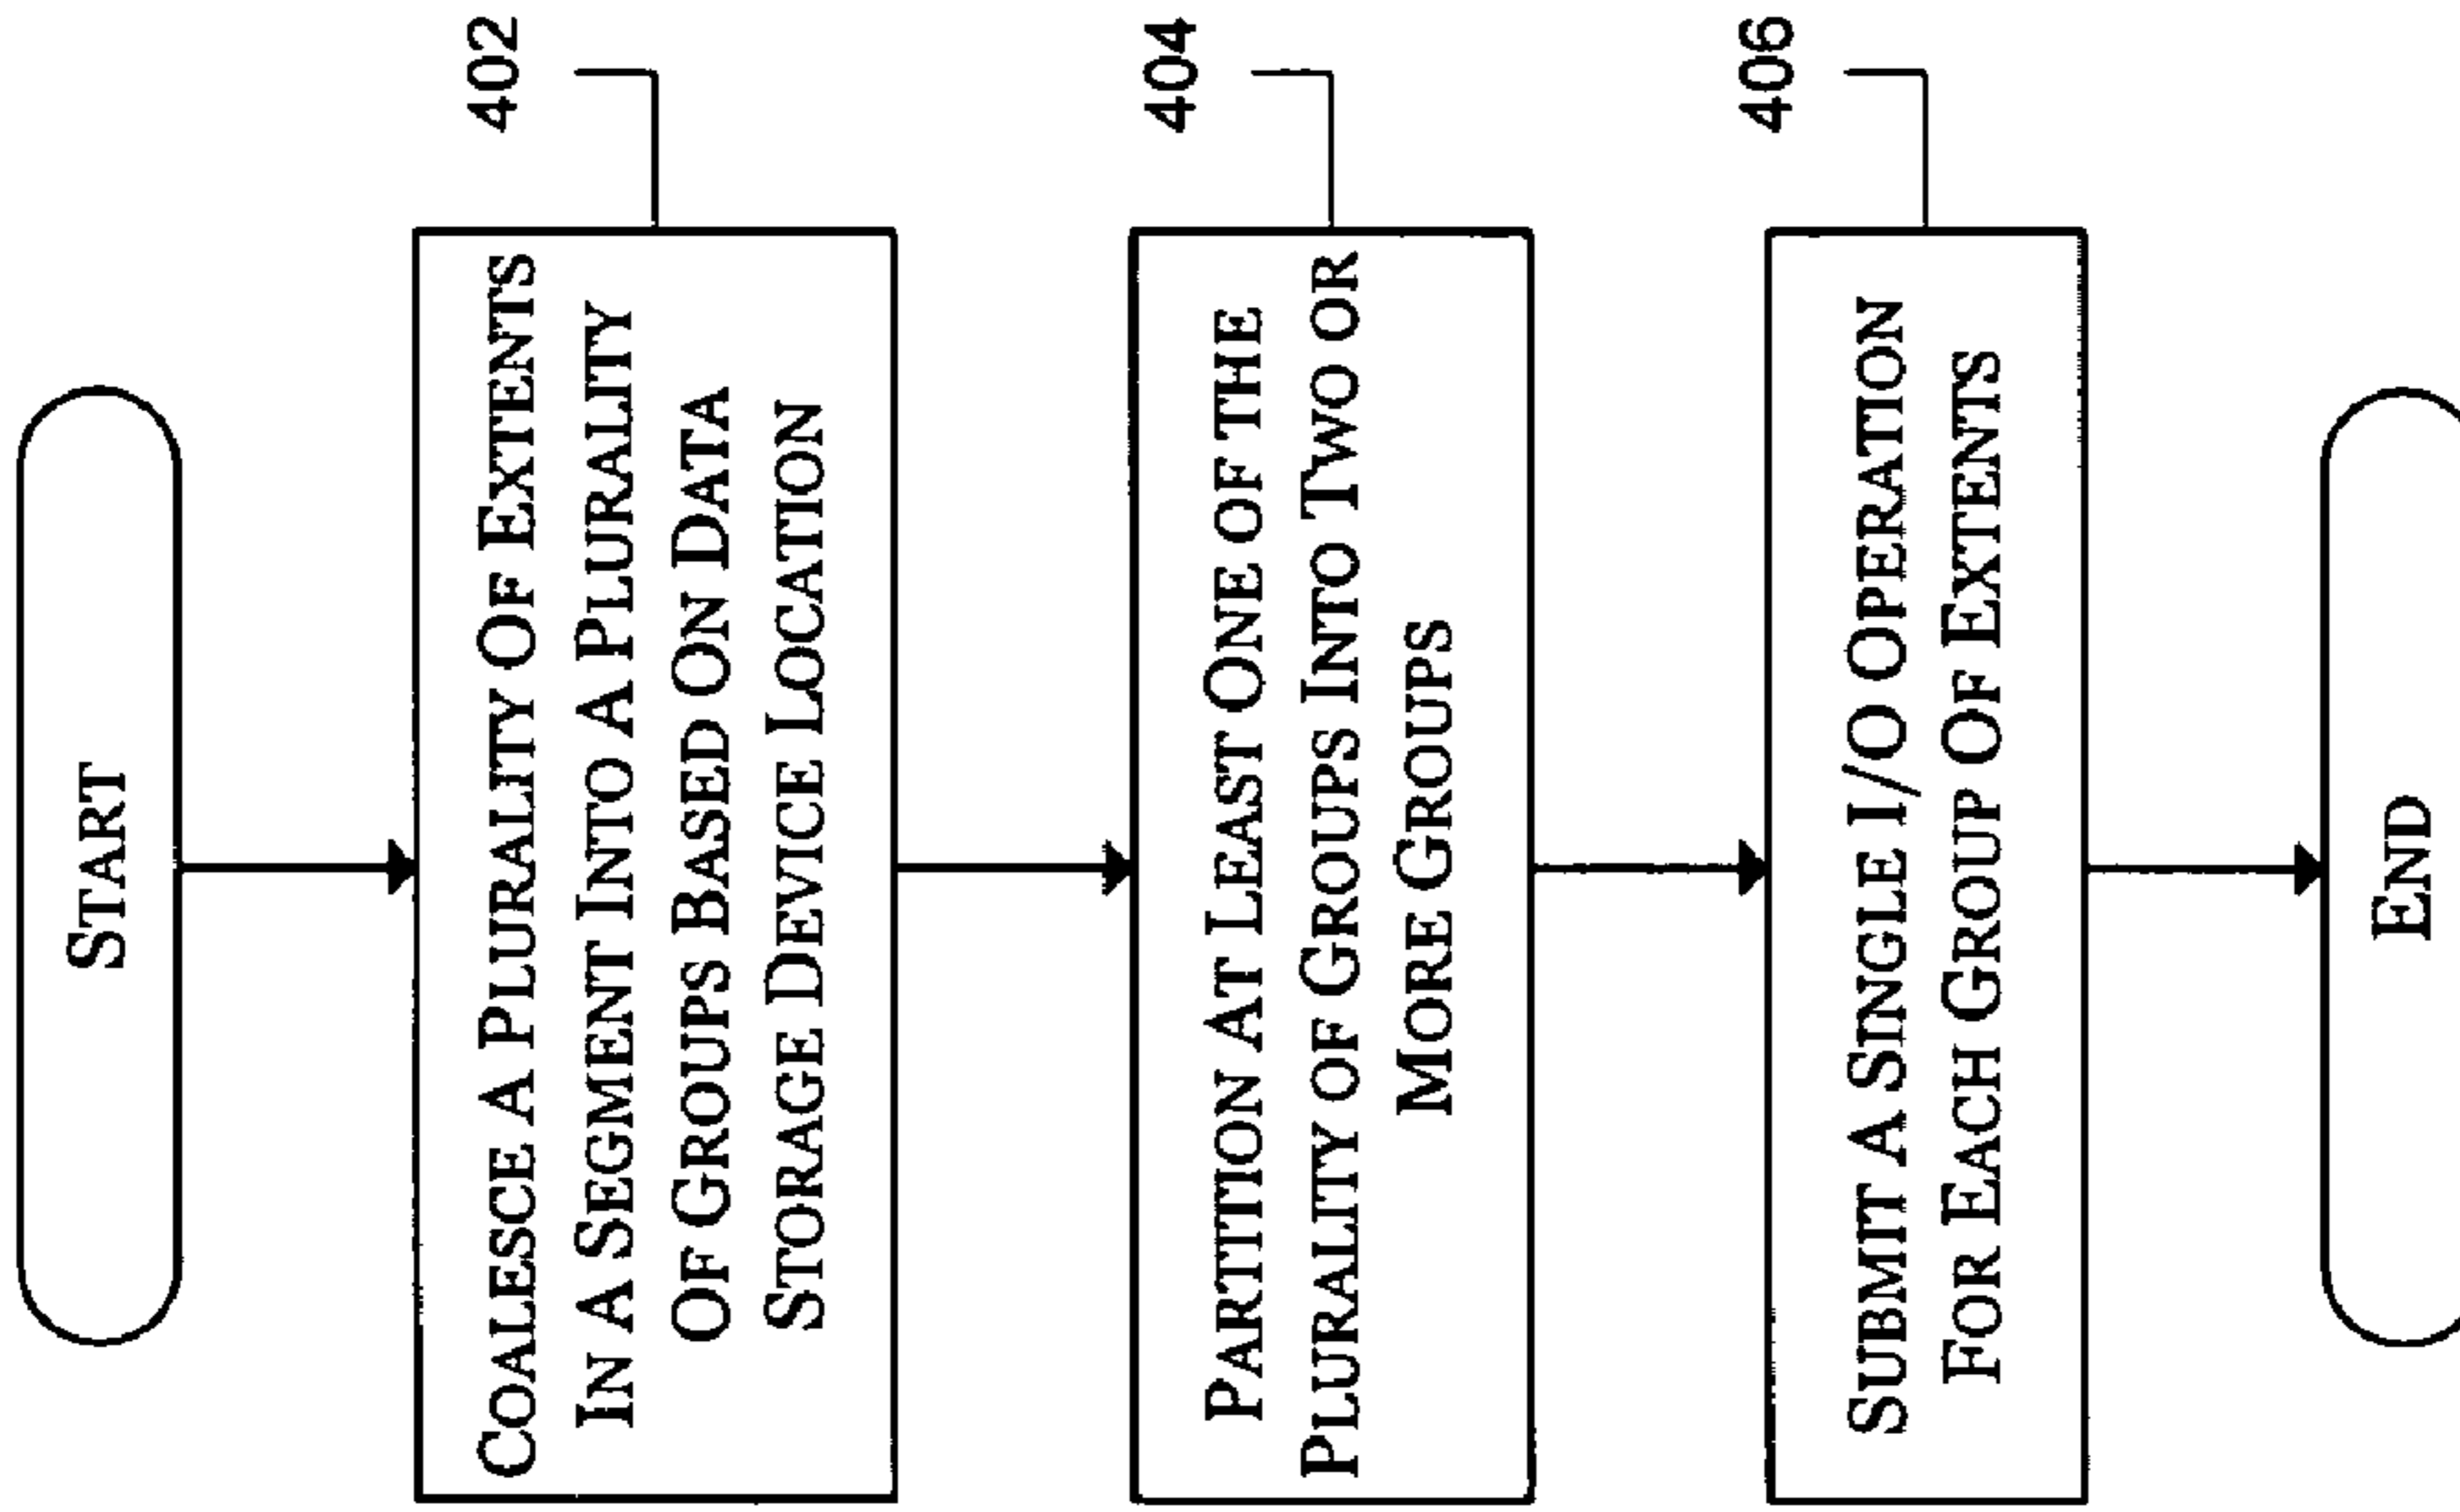 START
COALESCE A PLURALITY OF EXTENTS
IN A SEGMENT INTO A PLURALITY
OF GROUPS BASED ON DATA
STORAGE DEVICE LOCATION
402
PARTITION AT LEAST ONE OF THE
PLURALITY OF GROUPS INTO TWO OR
MORE GROUPS
404
SUBMIT A SINGLE I/O OPERATION
FOR EACH GROUP OF EXTENTS
406
END